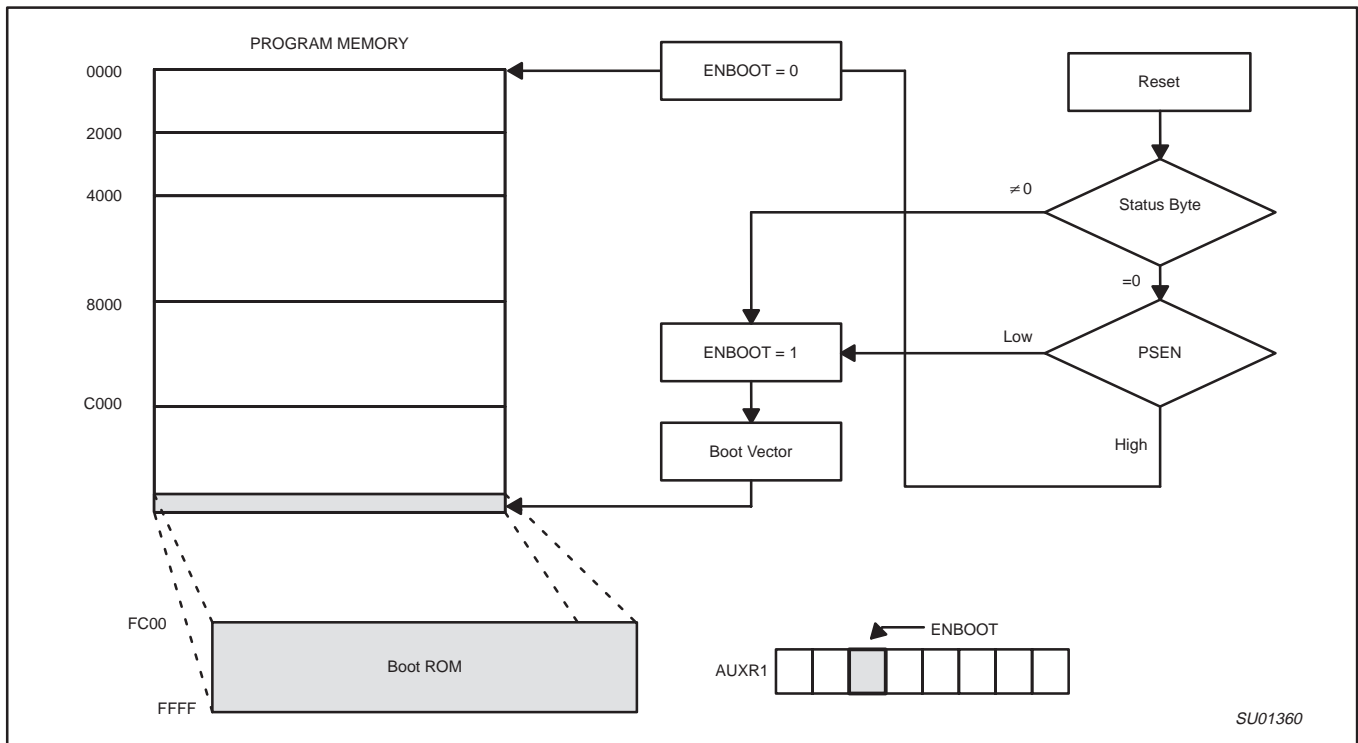 PROGRAM MEMORY
0000
2000
4000
8000
C000
ENBOOT = 0
Reset
≠ 0
Status Byte
=0
ENBOOT = 1
Low
PSEN
Boot Vector
High
FC00
Boot ROM
FFFF
ENBOOT
AUXR1
SU01360